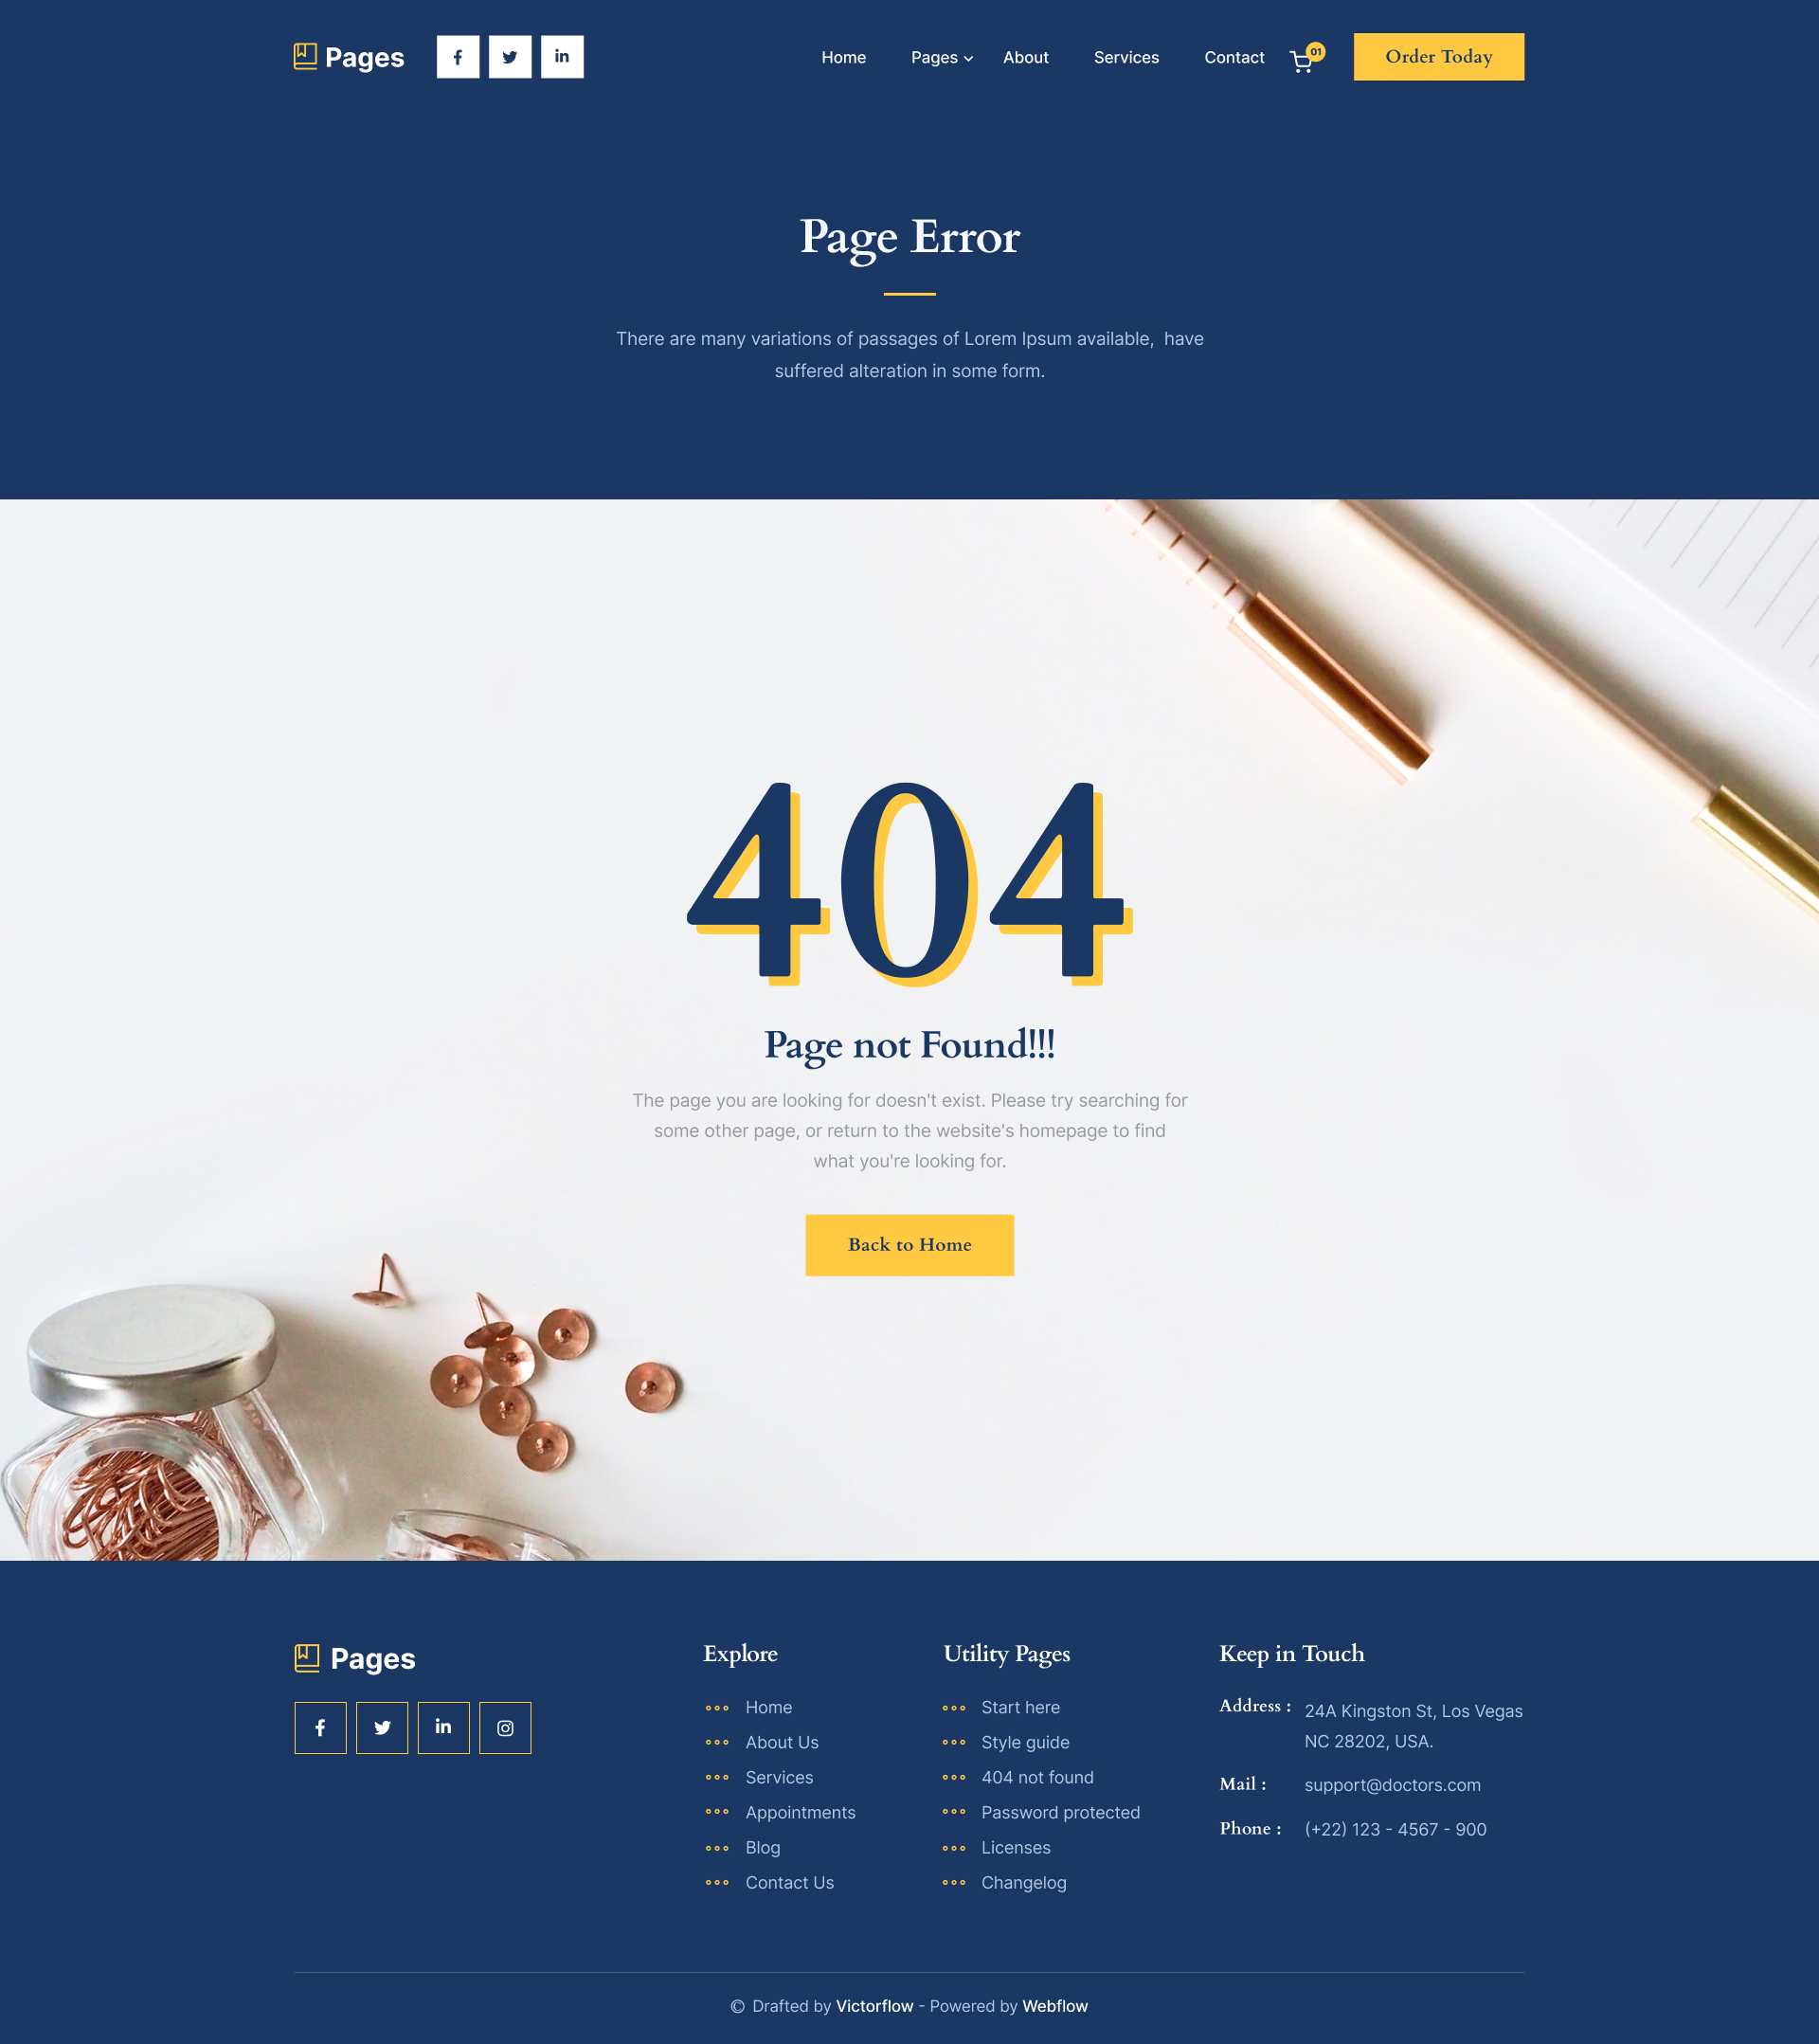 Pages
Home Pages About Services Contact 01 Order Today
Page Error
There are many variations of passages of Lorem Ipsum available,  have
suffered alteration in some form.
404
Page not Found!!!
The page you are looking for doesn't exist. Please try searching for
some other page, or return to the website's homepage to find
what you're looking for.
Back to Home
Pages
Explore
Home
About Us
Services
Appointments
Blog
Contact Us
Utility Pages
Start here
Style guide
404 not found
Password protected
Licenses
Changelog
Keep in Touch
Address : 24A Kingston St, Los Vegas
NC 28202, USA.
Mail : support@doctors.com
Phone : (+22) 123 - 4567 - 900
© Drafted by Victorflow - Powered by Webflow